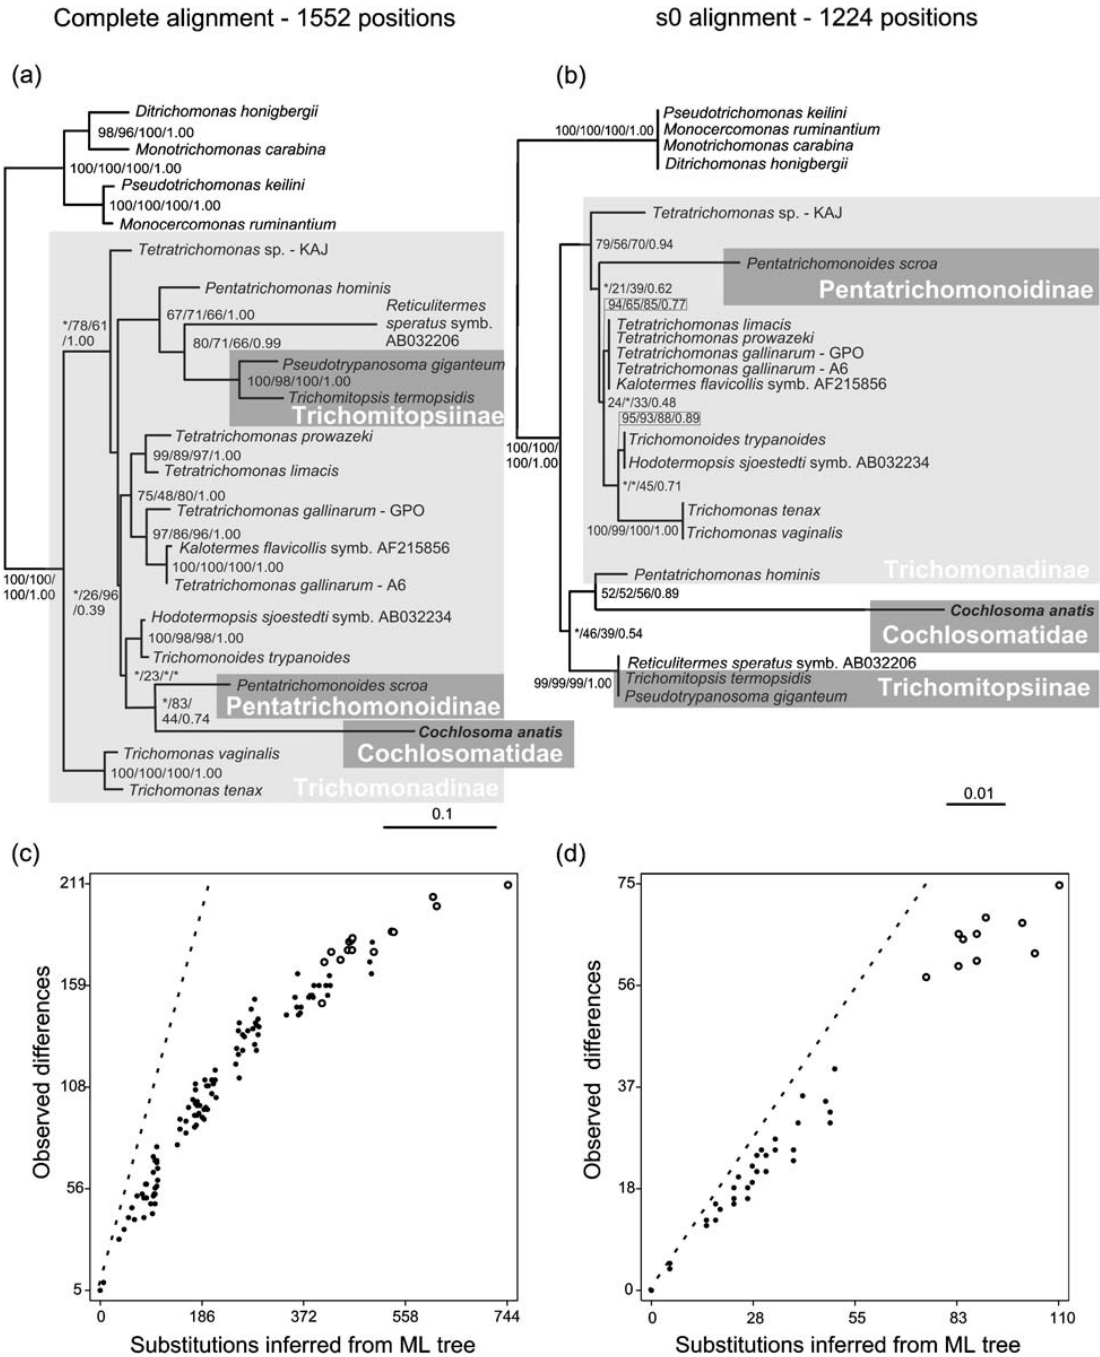 Complete alignment - 1552 positions
s0 alignment - 1224 positions
(a)
Ditrichomonas honigbergii
98/96/100/1.00
Monotrichomonas carabina
100/100/100/1.00
Pseudotrichomonas keilini
100/100/100/1.00
Monocercomonas ruminantium
Tetratrichomonas sp. - KAJ
Pentatrichomonas hominis
*/78/61
/1.00
67/71/66/1.00
Reticulitermes
speratus symb.
AB032206
80/71/66/0.99
Pseudotrypanosoma giganteum
100/98/100/1.00
Trichomitopsis termopsidis
Trichomitopsiinae
Tetratrichomonas prowazeki
99/89/97/1.00
Tetratrichomonas limacis
75/48/80/1.00
Tetratrichomonas gallinarum - GPO
97/86/96/1.00
Kalotermes flavicollis symb. AF215856
100/100/100/1.00
Tetratrichomonas gallinarum - A6
100/100/
100/1.00
*/26/96
/0.39
Hodotermopsis sjoestedti symb. AB032234
100/98/98/1.00
Trichomonoides trypanoides
*/23/*/*
Pentatrichomonoides scroa
Pentatrichomonoidinae
*/83/
44/0.74
Cochlosoma anatis
Cochlosomatidae
Trichomonas vaginalis
100/100/100/1.00
Trichomonas tenax
Trichomonadinae
0.1
(b)
Pseudotrichomonas keilini
100/100/100/1.00
Monocercomonas ruminantium
Monotrichomonas carabina
Ditrichomonas honigbergii
Tetratrichomonas sp. - KAJ
79/56/70/0.94
Pentatrichomonoides scroa
Pentatrichomonoidinae
*/21/39/0.62
94/65/85/0.77
Tetratrichomonas limacis
Tetratrichomonas prowazeki
Tetratrichomonas gallinarum - GPO
Tetratrichomonas gallinarum - A6
Kalotermes flavicollis symb. AF215856
24/*/33/0.48
95/93/88/0.89
Trichomonoides trypanoides
Hodotermopsis sjoestedti symb. AB032234
100/100/
100/1.00
*/*/45/0.71
Trichomonas tenax
100/99/100/1.00
Trichomonas vaginalis
Trichomonadinae
Pentatrichomonas hominis
52/52/56/0.89
Cochlosoma anatis
Cochlosomatidae
*/46/39/0.54
Reticulitermes speratus symb. AB032206
99/99/99/1.00
Trichomitopsis termopsidis
Pseudotrypanosoma giganteum
Trichomitopsiinae
0.01
(c)
Observed differences
211
159
108
56
5
0
186
372
558
744
Substitutions inferred from ML tree
(d)
Observed differences
75
56
37
18
0
0
28
55
83
110
Substitutions inferred from ML tree